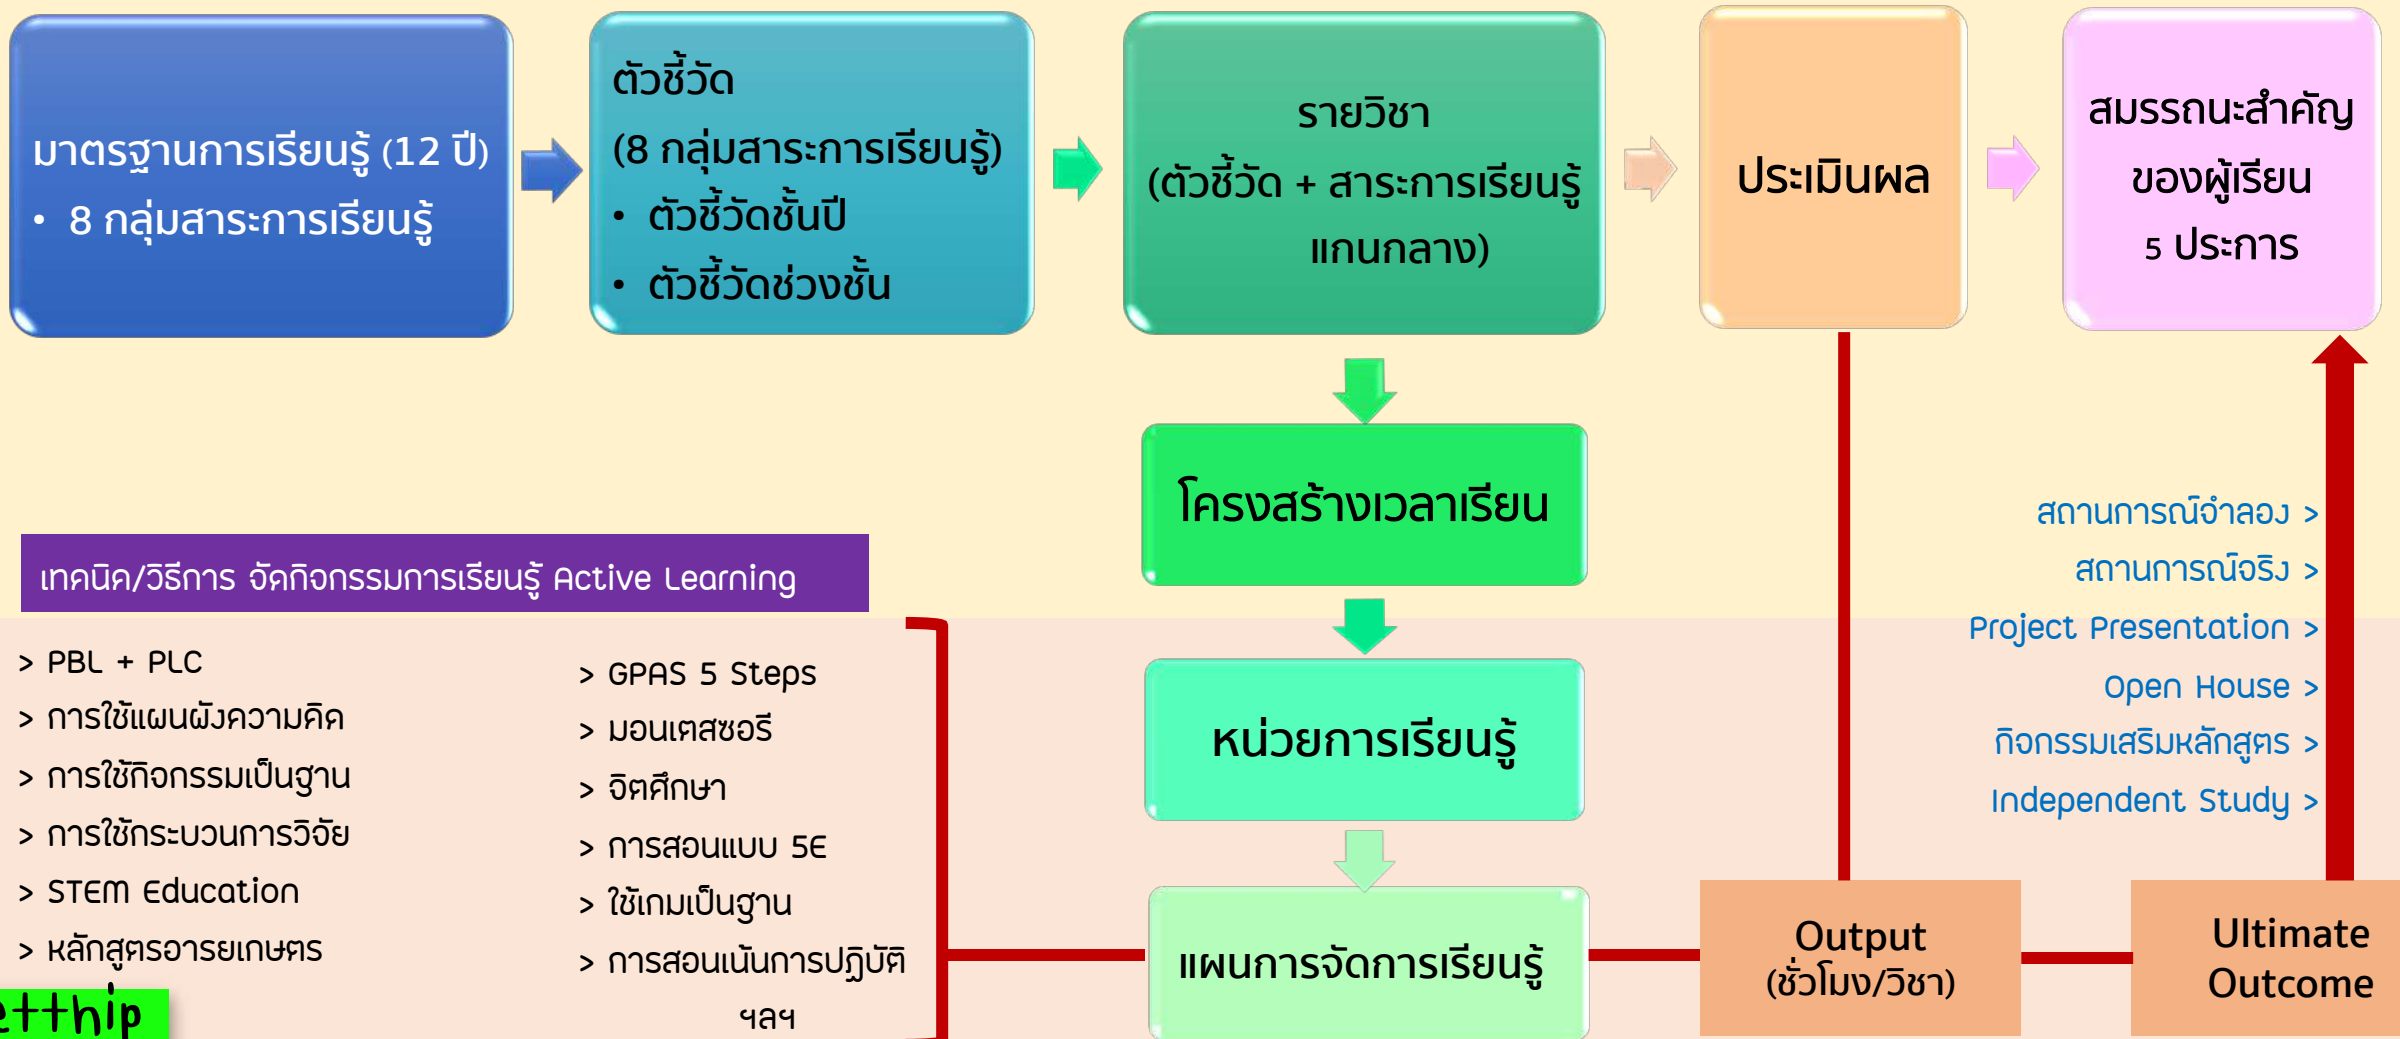 มาตรฐานการเรียนรู้ (12 ปี)
• 8 กลุ่มสาระการเรียนรู้
ตัวชี้วัด
(8 กลุ่มสาระการเรียนรู้)
• ตัวชี้วัดชั้นปี
• ตัวชี้วัดช่วงชั้น
รายวิชา
(ตัวชี้วัด + สาระการเรียนรู้
แกนกลาง)
ประเมินผล
สมรรถนะสำคัญ
ของผู้เรียน
5 ประการ
โครงสร้างเวลาเรียน
หน่วยการเรียนรู้
แผนการจัดการเรียนรู้
เทคนิค/วิธีการ จัดกิจกรรมการเรียนรู้ Active Learning
> PBL + PLC
> การใช้แผนผังความคิด
> การใช้กิจกรรมเป็นฐาน
> การใช้กระบวนการวิจัย
> STEM Education
> หลักสูตรอารยเกษตร
> GPAS 5 Steps
> มอนเตสซอรี
> จิตศึกษา
> การสอนแบบ 5E
> ใช้เกมเป็นฐาน
> การสอนเน้นการปฏิบัติ
ฯลฯ
สถานการณ์จำลอง >
สถานการณ์จริง >
Project Presentation >
Open House >
กิจกรรมเสริมหลักสูตร >
Independent Study >
Output
(ชั่วโมง/วิชา)
Ultimate
Outcome